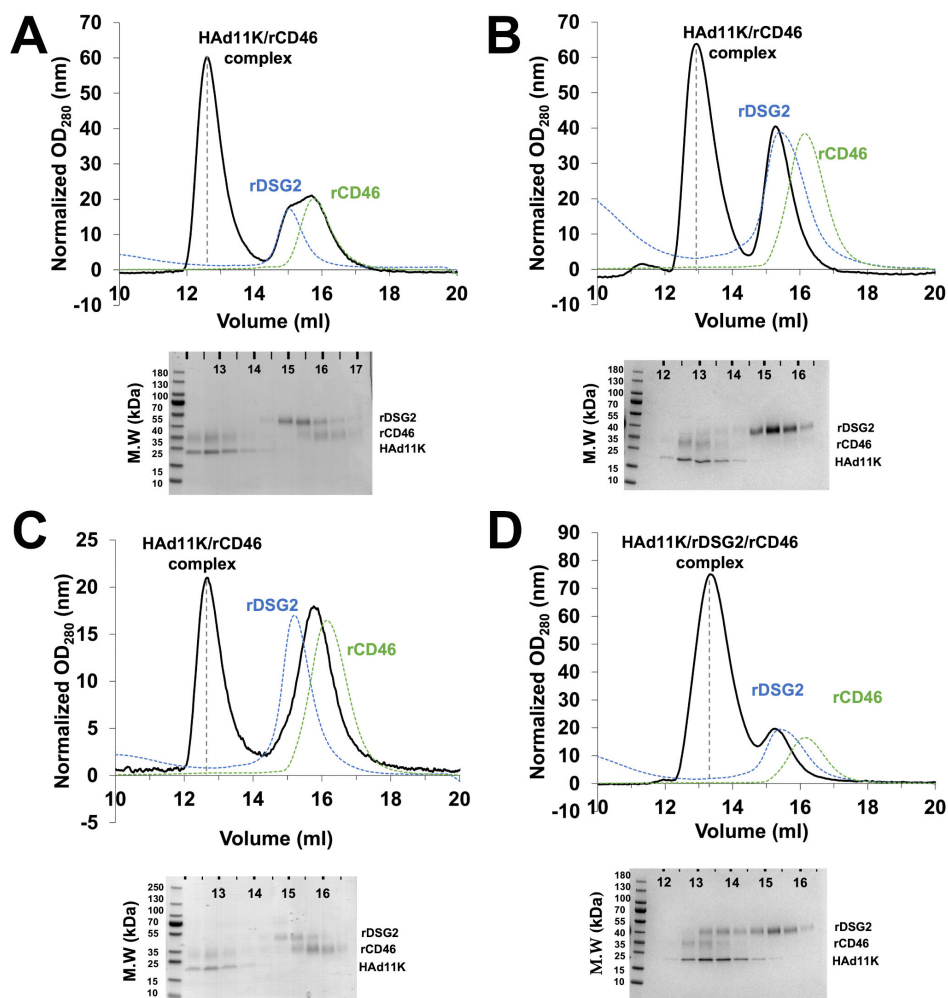 A
HAd11K/rCD46
complex
rDSG2
rCD46
Normalized OD280 (nm)
70
60
50
40
30
20
10
0
-10
10 12 14 16 18 20
Volume (ml)
M.W (kDa)
180
130
100
70
55
40
35
25
15
10
13 14 15 16 17
rDSG2
rCD46
HAd11K
B
HAd11K/rCD46
complex
rDSG2
rCD46
Normalized OD280 (nm)
70
60
50
40
30
20
10
0
-10
10 12 14 16 18 20
Volume (ml)
M.W (kDa)
180
130
100
70
55
40
35
25
15
10
12 13 14 15 16
rDSG2
rCD46
HAd11K
C
HAd11K/rCD46
complex
rDSG2
rCD46
Normalized OD280 (nm)
25
20
15
10
5
0
-5
10 12 14 16 18 20
Volume (ml)
M.W (kDa)
250
130
100
70
55
35
25
15
10
13 14 15 16
rDSG2
rCD46
HAd11K
D
HAd11K/rDSG2/rCD46
complex
rDSG2
rCD46
Normalized OD280 (nm)
90
80
70
60
50
40
30
20
10
0
-10
10 12 14 16 18 20
Volume (ml)
M.W (kDa)
180
130
100
70
55
40
35
25
15
10
12 13 14 15 16
rDSG2
rCD46
HAd11K